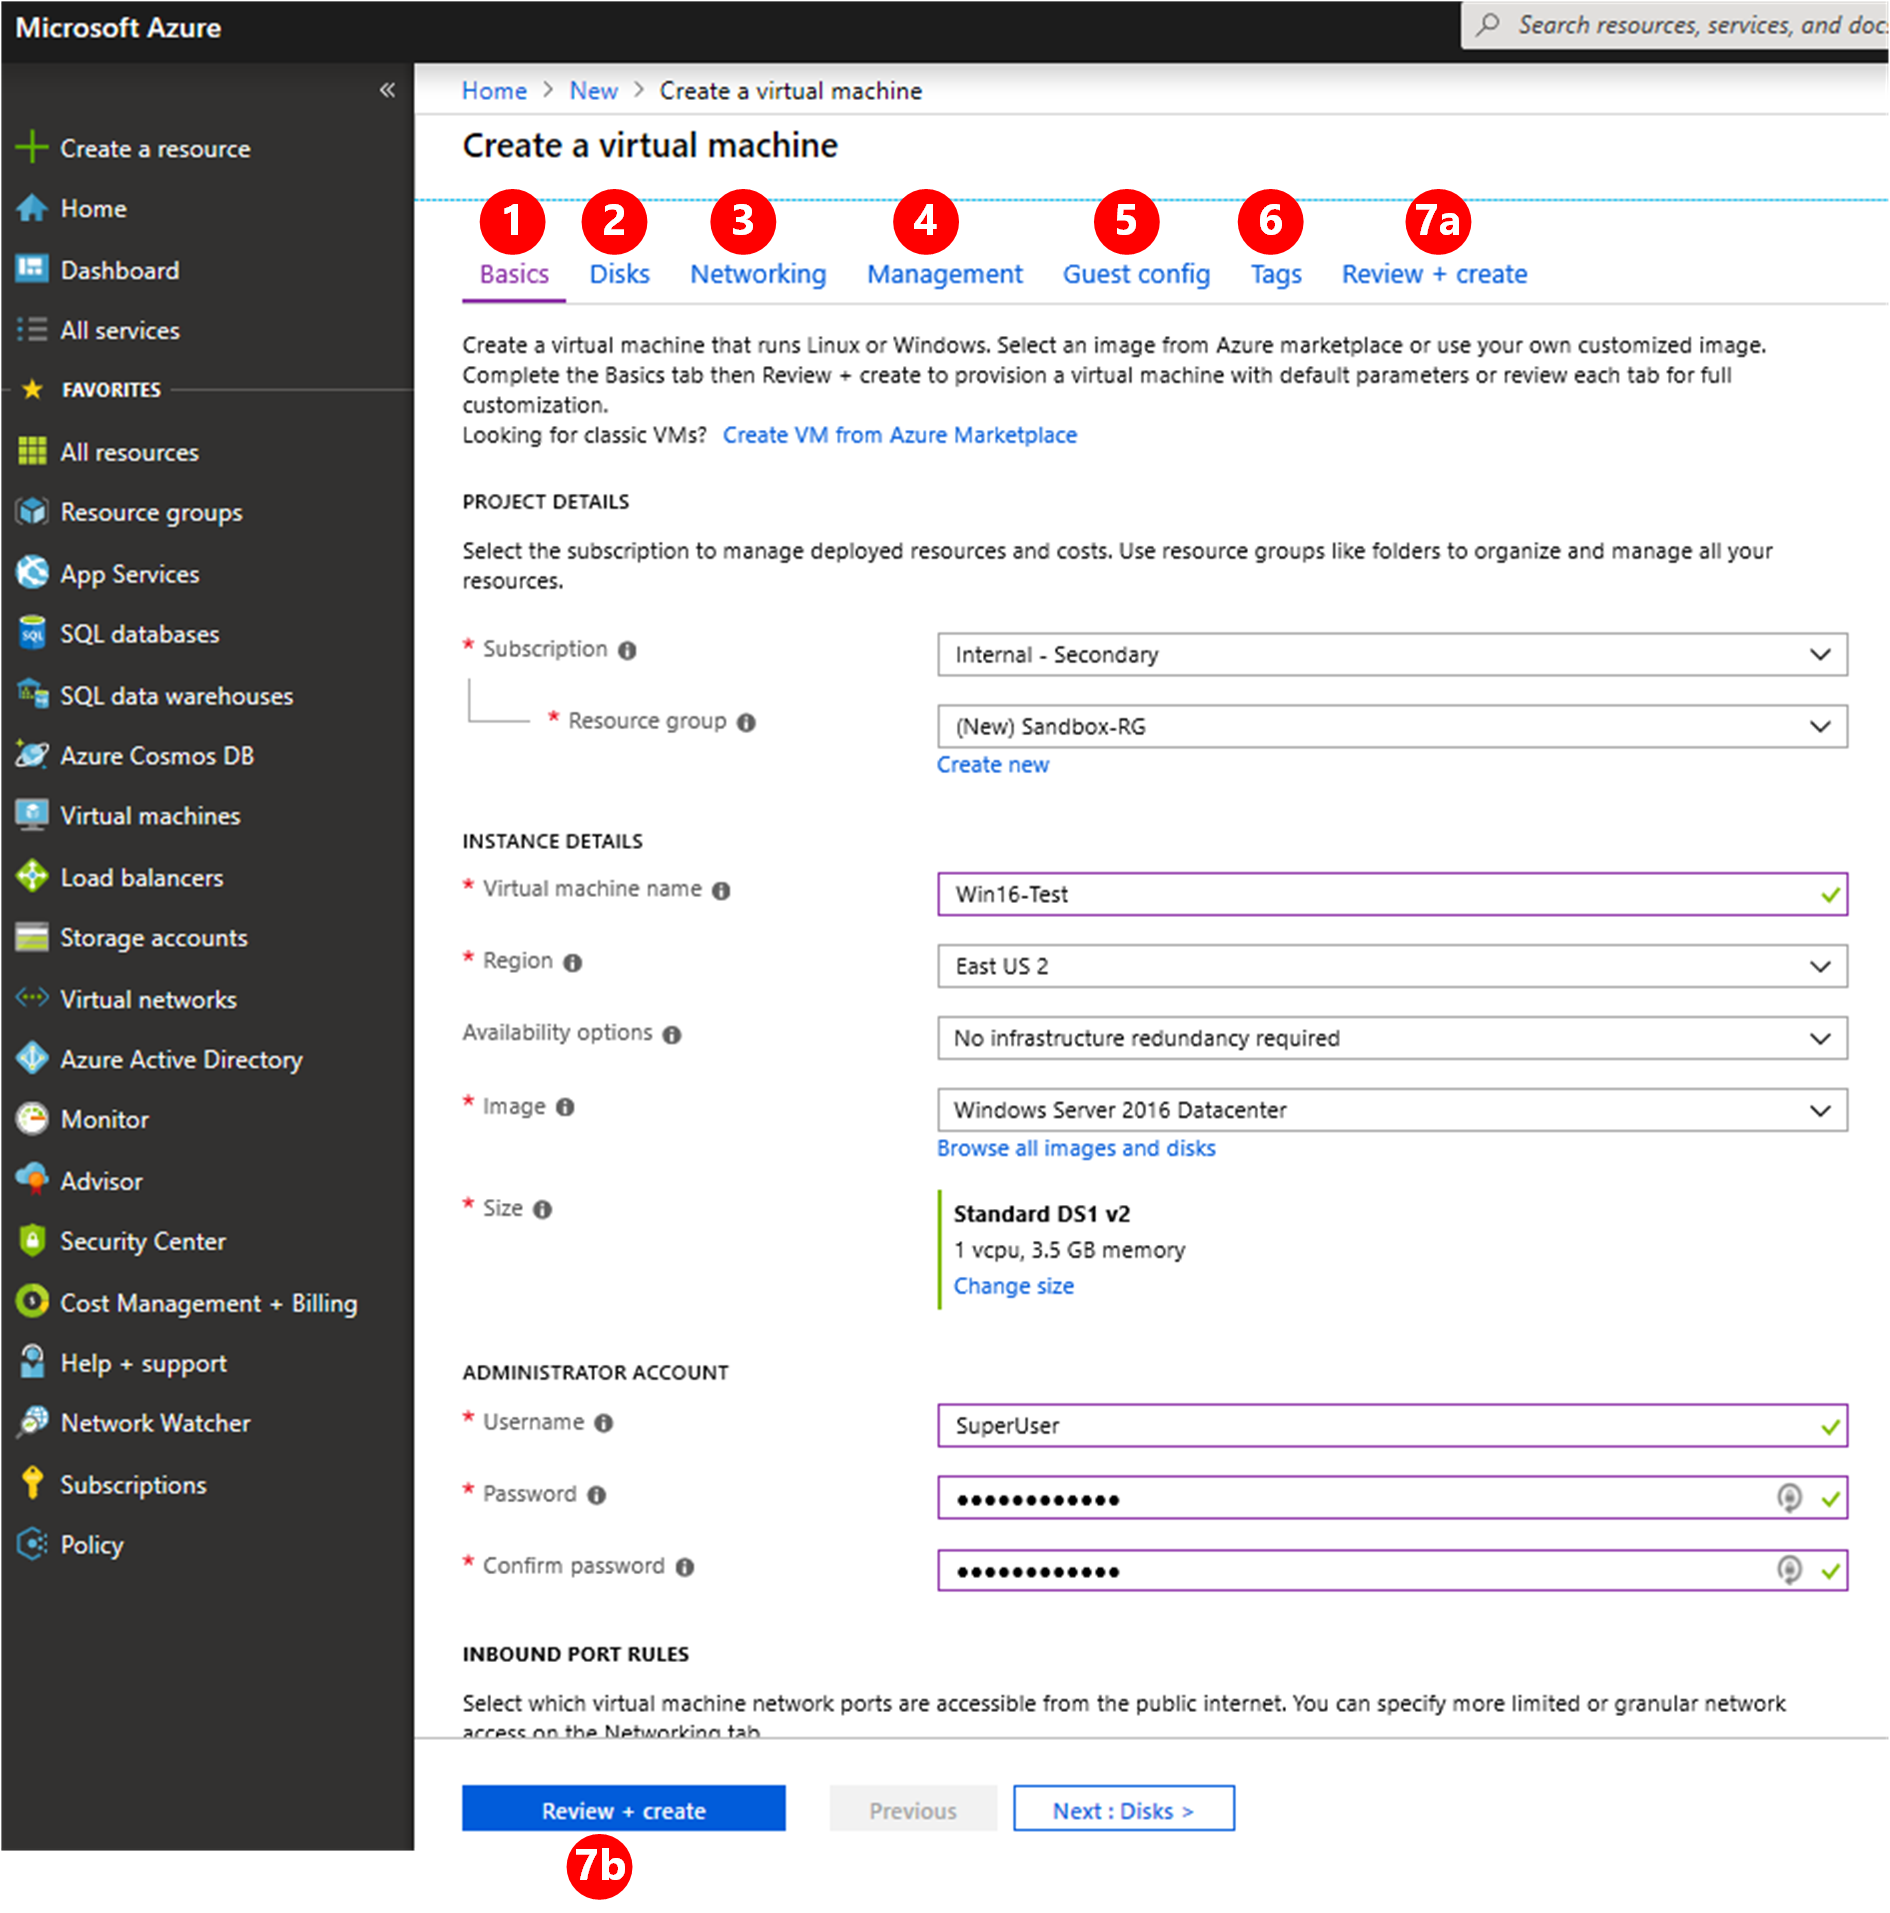 Microsoft Azure
Search resources, services, and doc
«
Home > New > Create a virtual machine
Create a virtual machine
1 2 3 4 5 6 7a
Basics Disks Networking Management Guest config Tags Review + create
Create a resource
Home
Dashboard
All services
FAVORITES
All resources
Resource groups
App Services
SQL databases
SQL data warehouses
Azure Cosmos DB
Virtual machines
Load balancers
Storage accounts
Virtual networks
Azure Active Directory
Monitor
Advisor
Security Center
Cost Management + Billing
Help + support
Network Watcher
Subscriptions
Policy
Create a virtual machine that runs Linux or Windows. Select an image from Azure marketplace or use your own customized image.
Complete the Basics tab then Review + create to provision a virtual machine with default parameters or review each tab for full
customization.
Looking for classic VMs? Create VM from Azure Marketplace
PROJECT DETAILS
Select the subscription to manage deployed resources and costs. Use resource groups like folders to organize and manage all your
resources.
* Subscription Internal - Secondary
* Resource group (New) Sandbox-RG
Create new
INSTANCE DETAILS
* Virtual machine name Win16-Test
* Region East US 2
Availability options No infrastructure redundancy required
* Image Windows Server 2016 Datacenter
Browse all images and disks
* Size Standard DS1 v2
1 vcpu, 3.5 GB memory
Change size
ADMINISTRATOR ACCOUNT
* Username SuperUser
* Password ••••••••••••
* Confirm password ••••••••••••
INBOUND PORT RULES
Select which virtual machine network ports are accessible from the public internet. You can specify more limited or granular network
access on the Networking tab
Review + create Previous Next : Disks >
7b